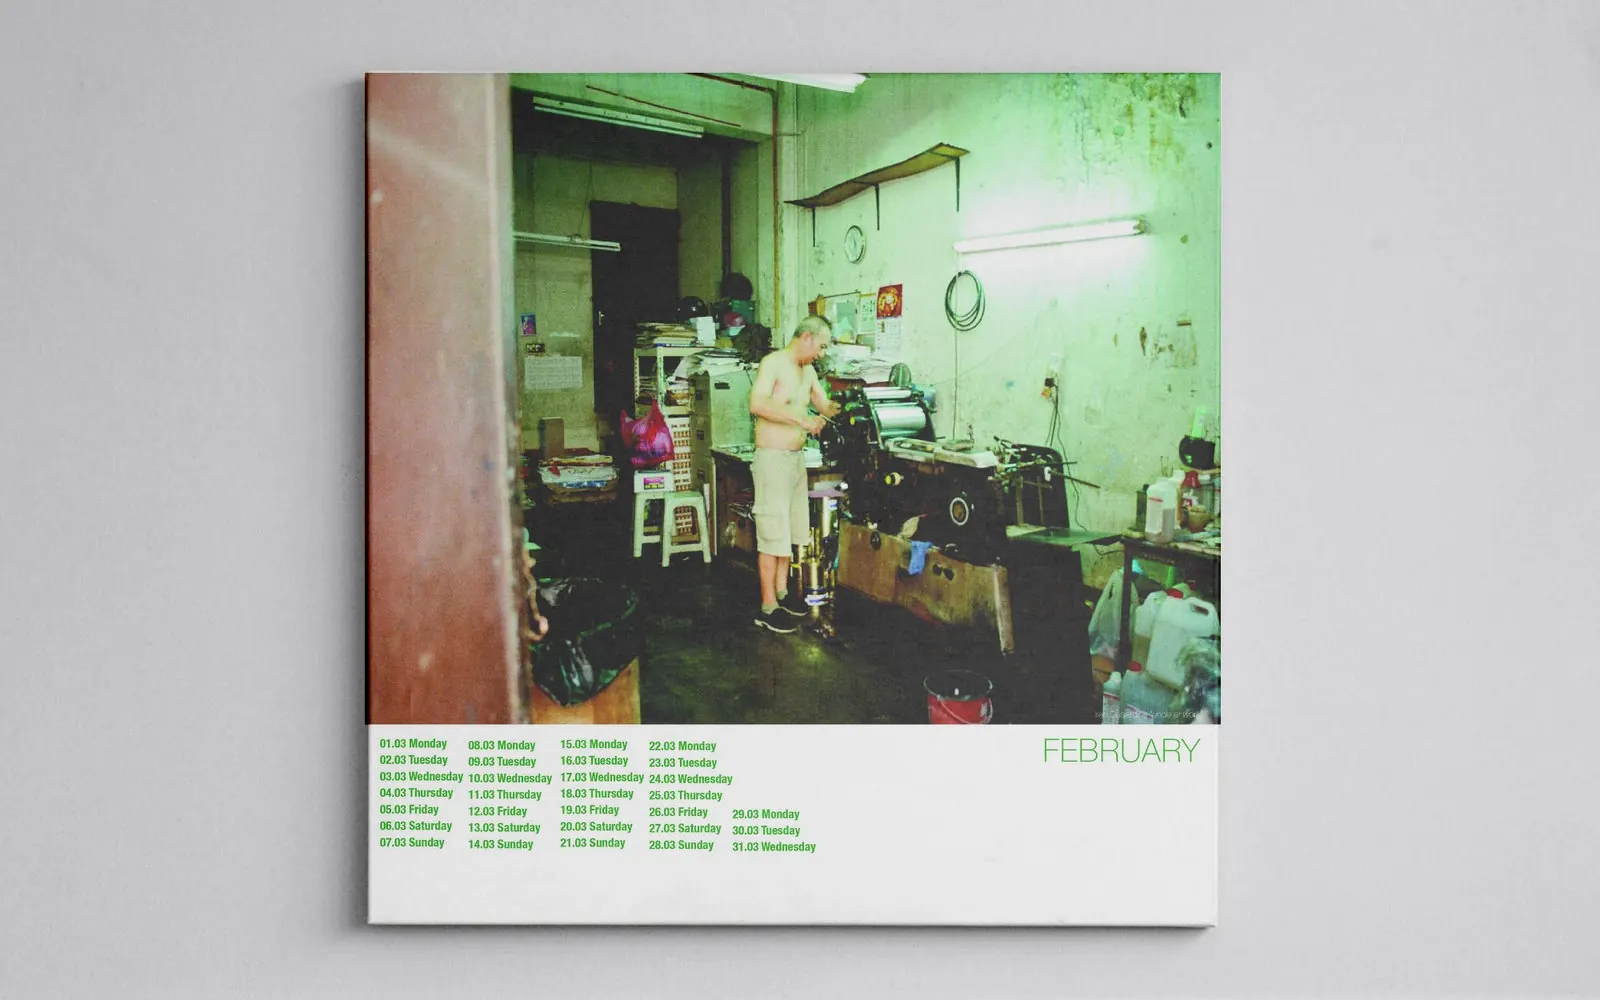 FEBRUARY
01.03 Monday
02.03 Tuesday
03.03 Wednesday
04.03 Thursday
05.03 Friday
06.03 Saturday
07.03 Sunday
08.03 Monday
09.03 Tuesday
10.03 Wednesday
11.03 Thursday
12.03 Friday
13.03 Saturday
14.03 Sunday
15.03 Monday
16.03 Tuesday
17.03 Wednesday
18.03 Thursday
19.03 Friday
20.03 Saturday
21.03 Sunday
22.03 Monday
23.03 Tuesday
24.03 Wednesday
25.03 Thursday
26.03 Friday
27.03 Saturday
28.03 Sunday
29.03 Monday
30.03 Tuesday
31.03 Wednesday